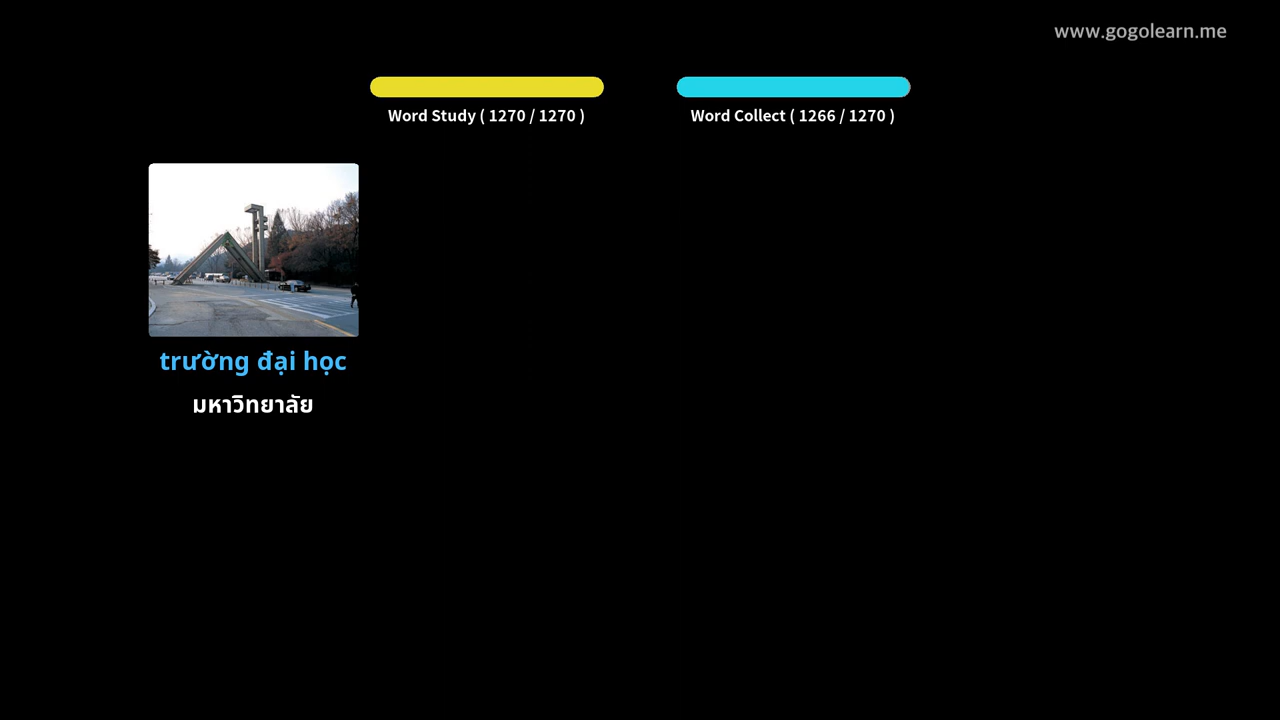 www.gogolearn.me
Word Study ( 1270 / 1270 )
Word Collect ( 1266 / 1270 )
trường đại học
มหาวิทยาลัย